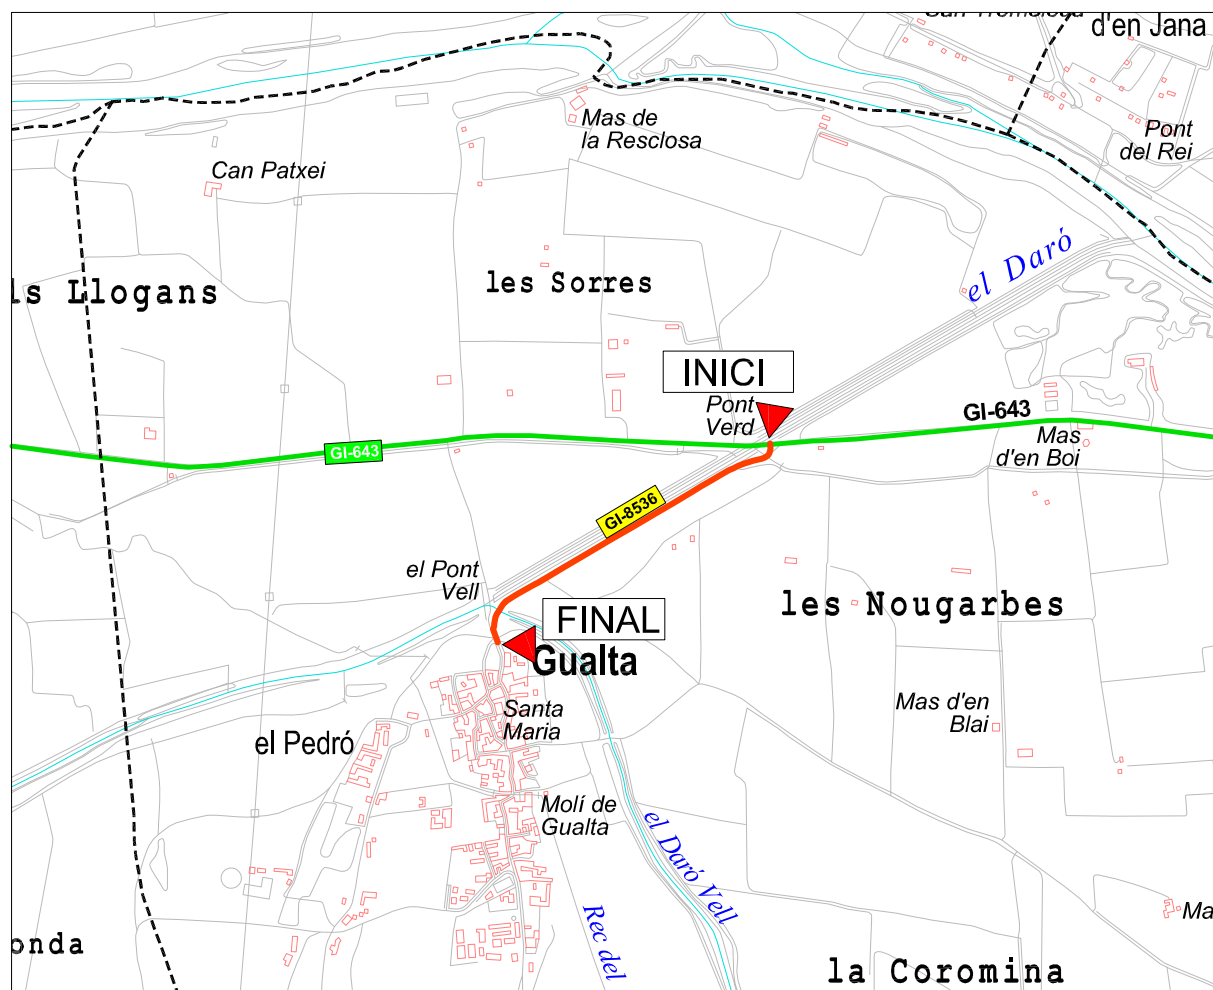 d'en Jana
Mas de
la Resclosa
Pont
del Rei
Can Patxei
el Daró
ls Llogans
les Sorres
INICI
Pont
Verd
GI-643
GI-643
Mas
d'en Boi
GI-8536
el Pont
Vell
les Nougarbes
FINAL
Gualta
Santa
Maria
Mas d'en
Blai
el Pedró
Molí de
Gualta
el Daró Vell
Rec del
Ma
onda
la Coromina